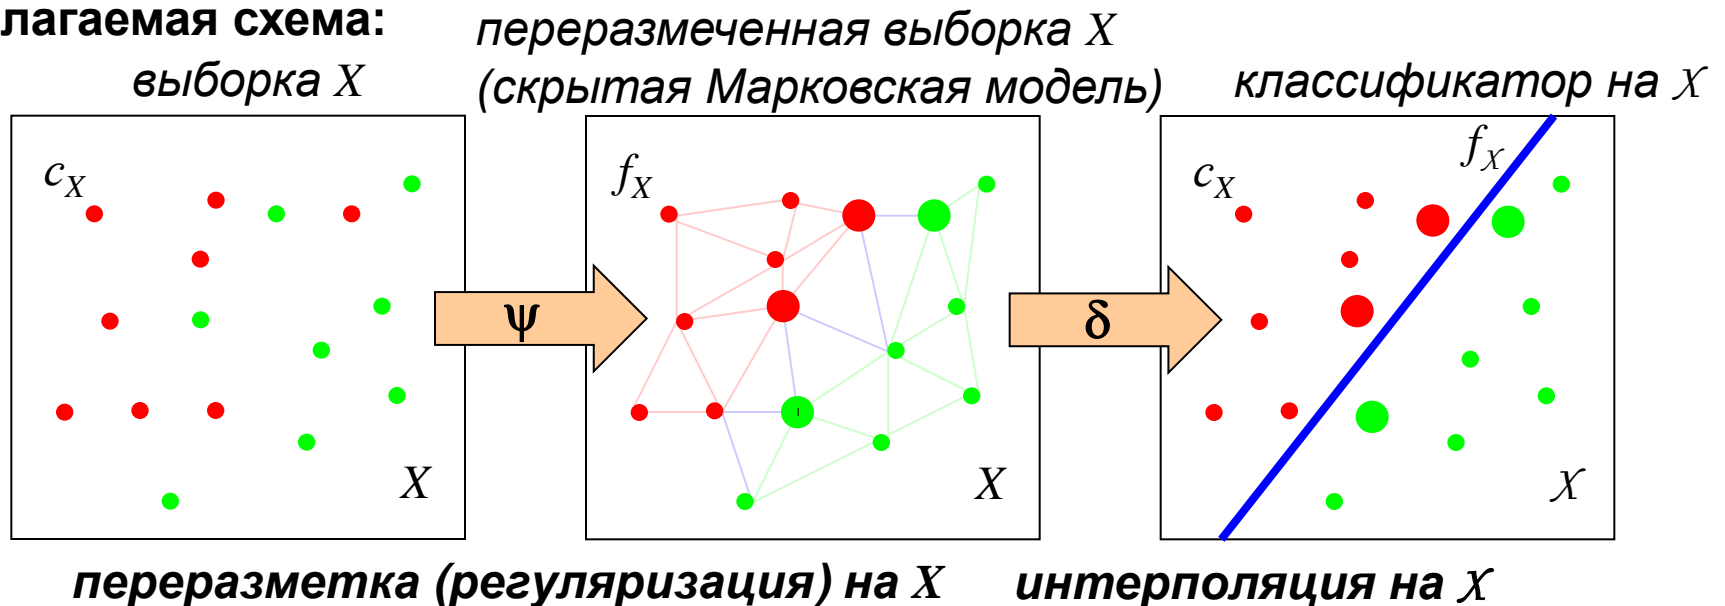 лагаемая схема:
выборка X
переразмеченная выборка X
(скрытая Марковская модель)
классификатор на 𝒳
c_X
X
ψ
f_X
X
δ
c_X
f_𝒳
𝒳
переразметка (регуляризация) на X
интерполяция на 𝒳